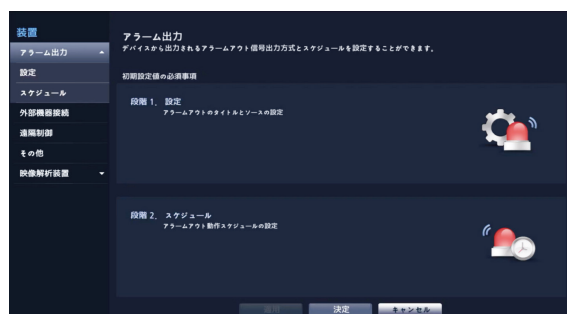 装置
アラーム出力
設定
スケジュール
外部機器接続
遠隔制御
その他
映像解析装置
アラーム出力
デバイスから出力されるアラームアウト信号出力方式とスケジュールを設定することができます。
初期設定値の必須事項
段階 1. 設定
アラームアウトのタイトルとソースの設定
段階 2. スケジュール
アラームアウト動作スケジュールの設定
適用
決定
キャンセル